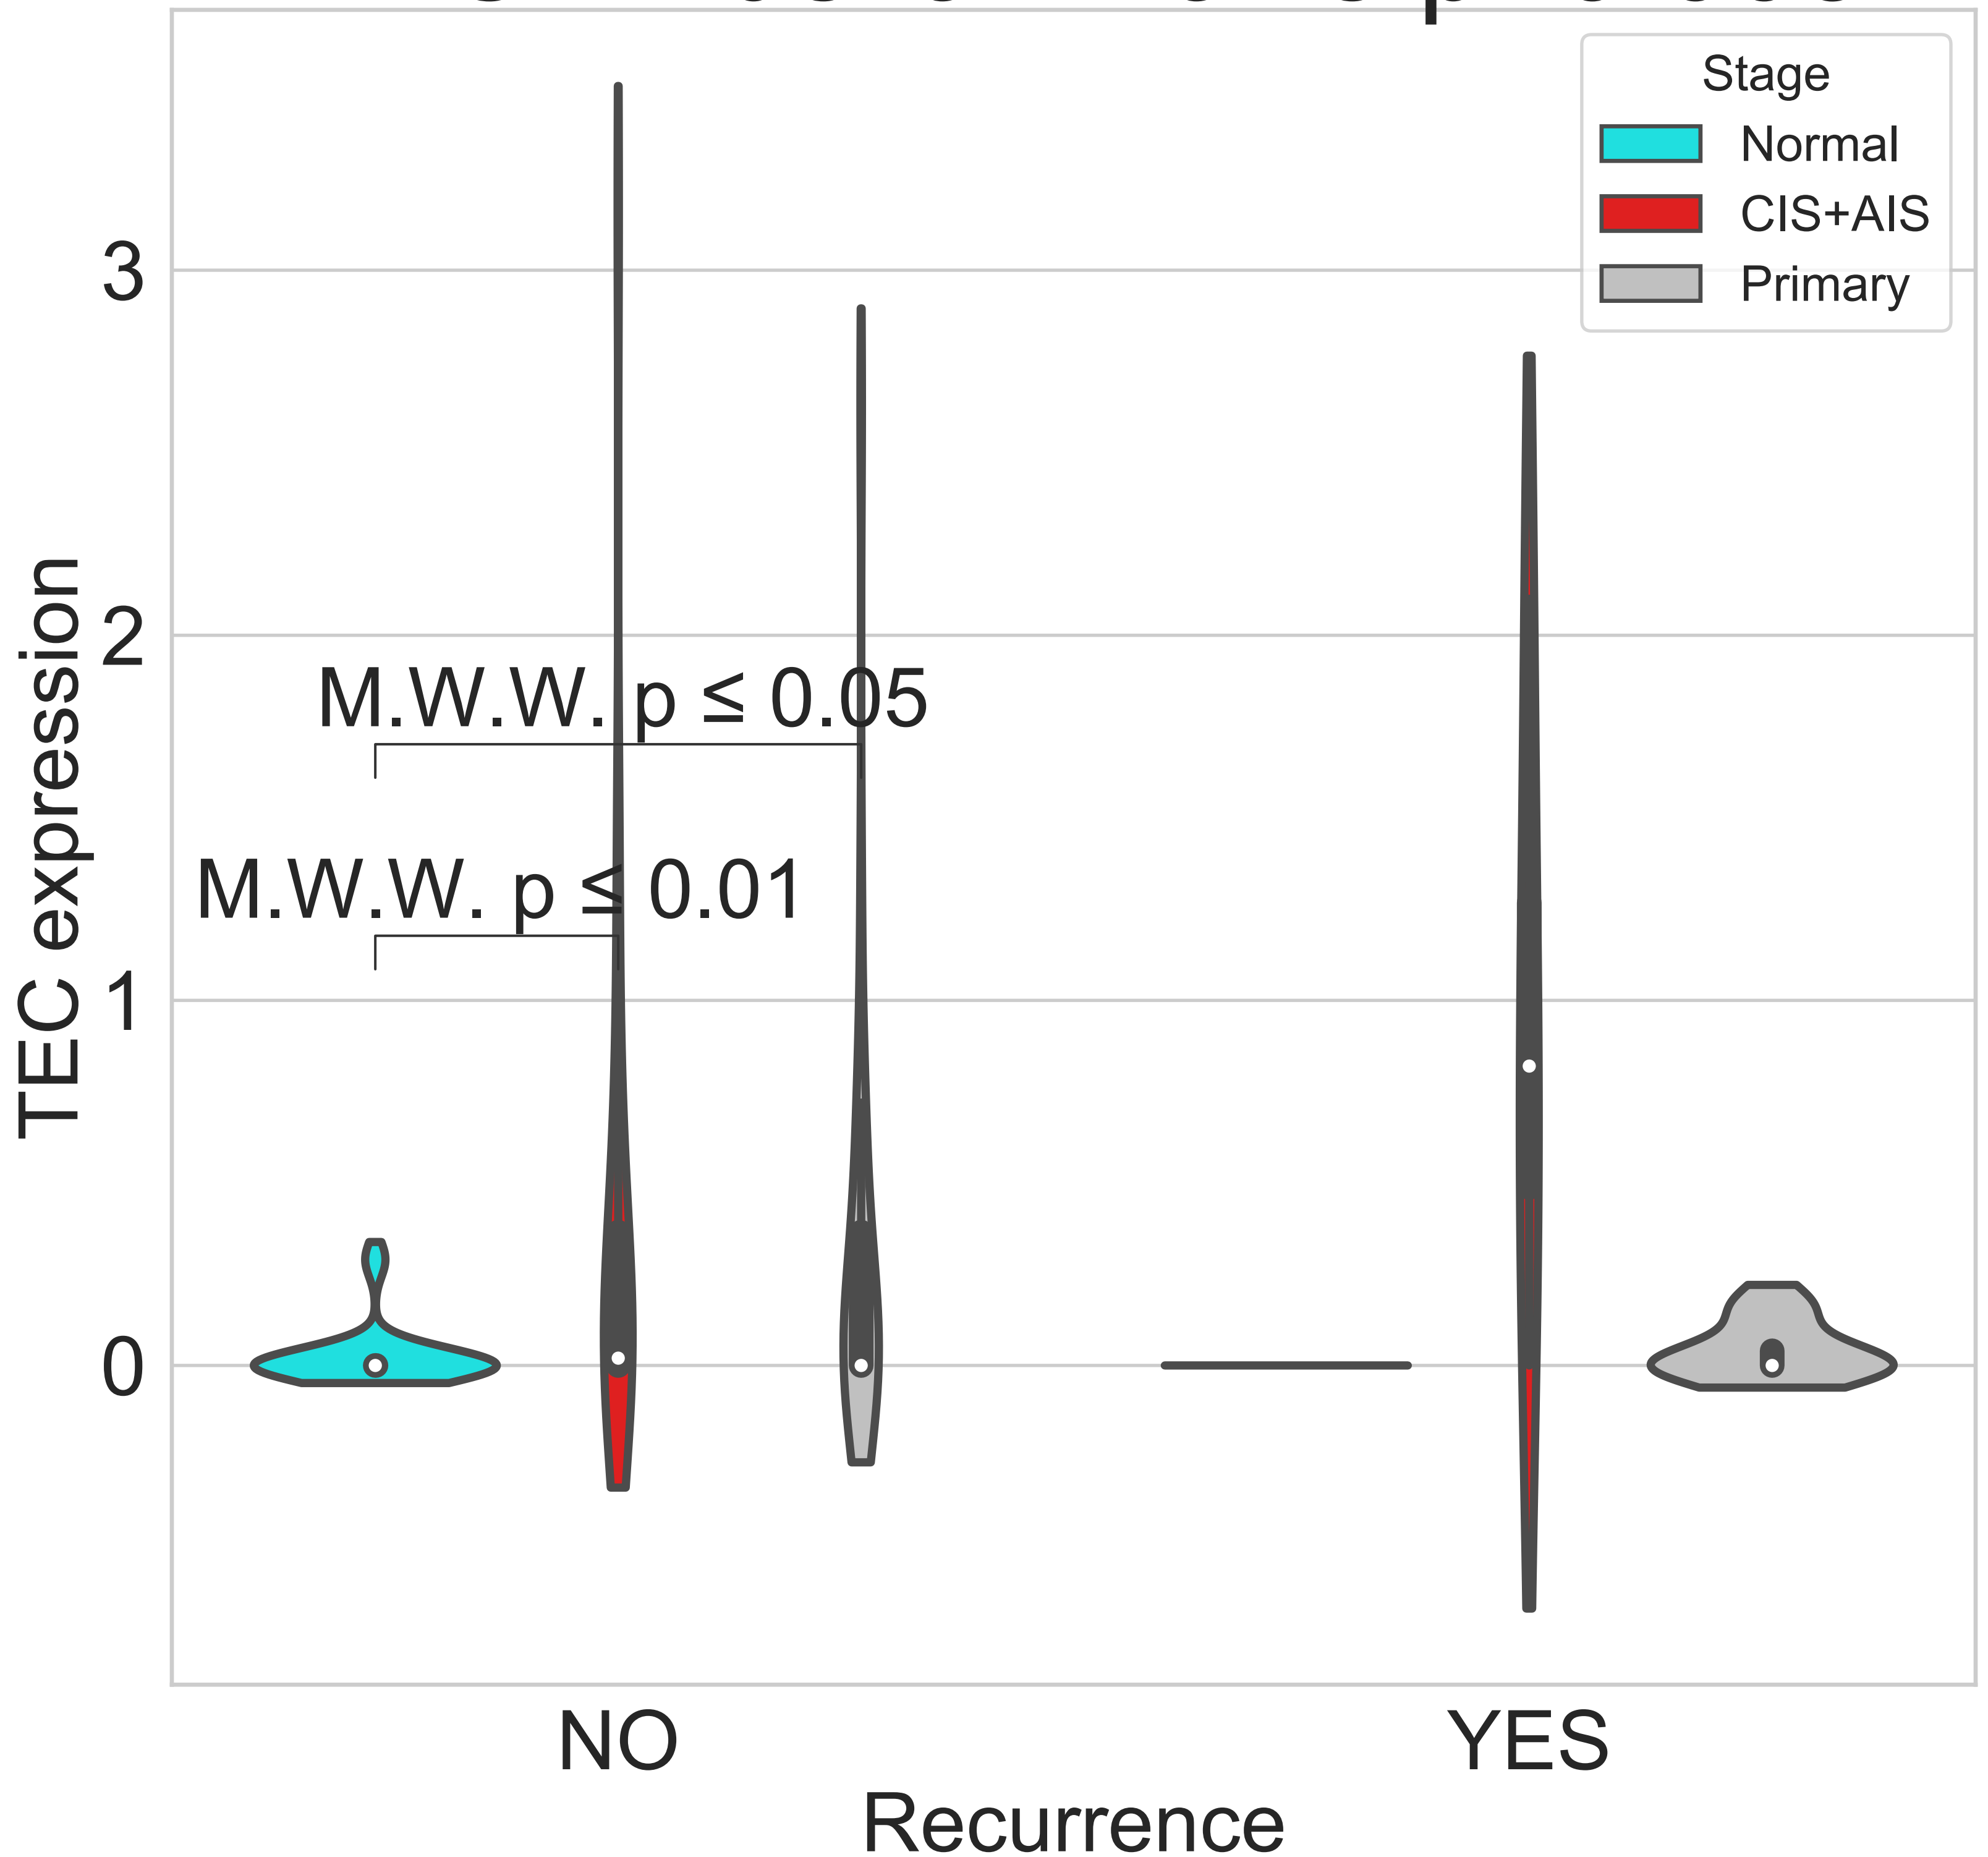 Stage
Normal
CIS+AIS
Primary
3
2
1
0
TEC expression
M.W.W. p ≤ 0.05
M.W.W. p ≤ 0.01
NO
YES
Recurrence